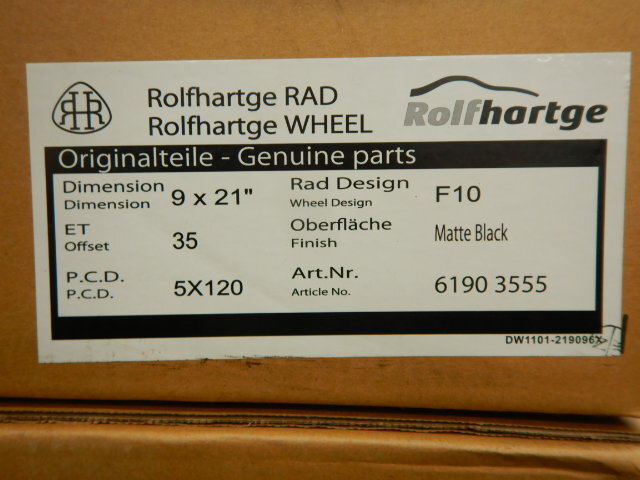 Rolfhartge RAD
Rolfhartge WHEEL
Rolfhartge
Originalteile - Genuine parts
Dimension 9 x 21" Rad Design F10
Dimension Wheel Design
ET 35 Oberfläche Matte Black
Offset Finish
P.C.D. 5X120 Art.Nr. 6190 3555
P.C.D. Article No.
DW1101-219096X